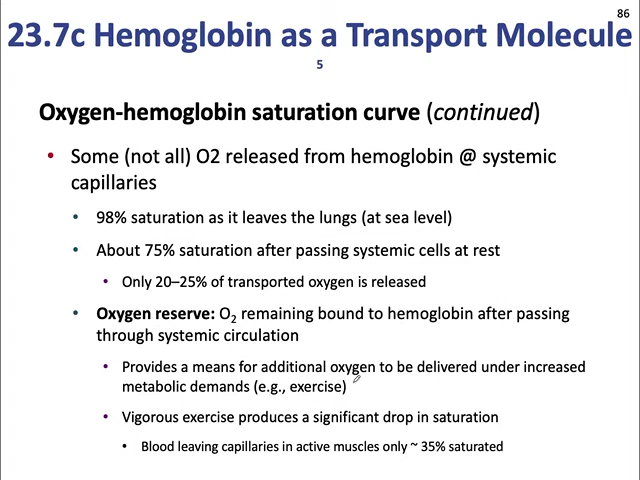 86
23.7c Hemoglobin as a Transport Molecule
5
Oxygen-hemoglobin saturation curve (continued)
• Some (not all) O2 released from hemoglobin @ systemic
capillaries
• 98% saturation as it leaves the lungs (at sea level)
• About 75% saturation after passing systemic cells at rest
• Only 20–25% of transported oxygen is released
• Oxygen reserve: O₂ remaining bound to hemoglobin after passing
through systemic circulation
• Provides a means for additional oxygen to be delivered under increased
metabolic demands (e.g., exercise)
• Vigorous exercise produces a significant drop in saturation
• Blood leaving capillaries in active muscles only ~ 35% saturated